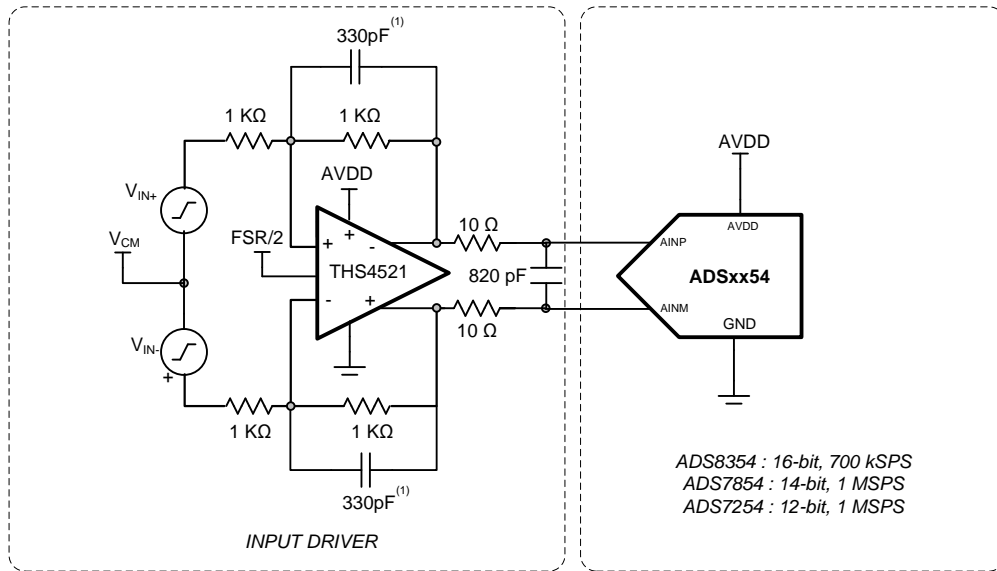 330pF(1)
1 KΩ
1 KΩ
AVDD
VIN+
VCM
FSR/2
+
+
-
THS4521
-
+
10 Ω
820 pF
10 Ω
VIN-
+
1 KΩ
1 KΩ
330pF(1)
INPUT DRIVER
AVDD
AVDD
AINP
ADSxx54
AINM
GND
ADS8354 : 16-bit, 700 kSPS
ADS7854 : 14-bit, 1 MSPS
ADS7254 : 12-bit, 1 MSPS